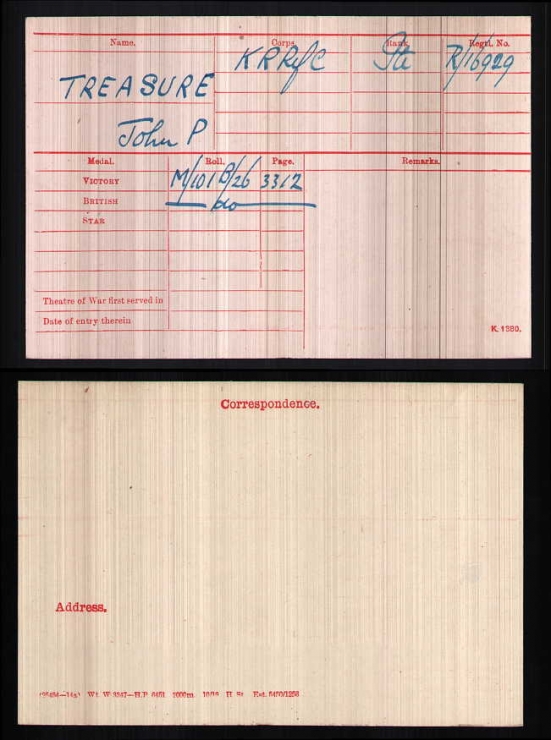 Name. Corps. Rank. Regtl. No.
K R Rif C Pte R/16929
TREASURE
John P
Medal. Roll. Page. Remarks.
VICTORY M/101 B/26 3312
BRITISH do
STAR
Theatre of War first served in
Date of entry therein
K 1380.
Correspondence.
Address.